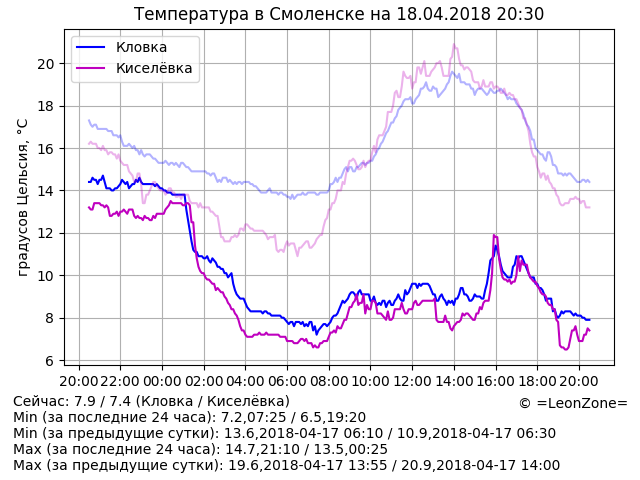 Температура в Смоленске на 18.04.2018 20:30
Кловка
Киселёвка
градусов Цельсия, °C
20
18
16
14
12
10
8
6
20:00 22:00 00:00 02:00 04:00 06:00 08:00 10:00 12:00 14:00 16:00 18:00 20:00
Сейчас: 7.9 / 7.4 (Кловка / Киселёвка)
© =LeonZone=
Min (за последние 24 часа): 7.2,07:25 / 6.5,19:20
Min (за предыдущие сутки): 13.6,2018-04-17 06:10 / 10.9,2018-04-17 06:30
Max (за последние 24 часа): 14.7,21:10 / 13.5,00:25
Max (за предыдущие сутки): 19.6,2018-04-17 13:55 / 20.9,2018-04-17 14:00